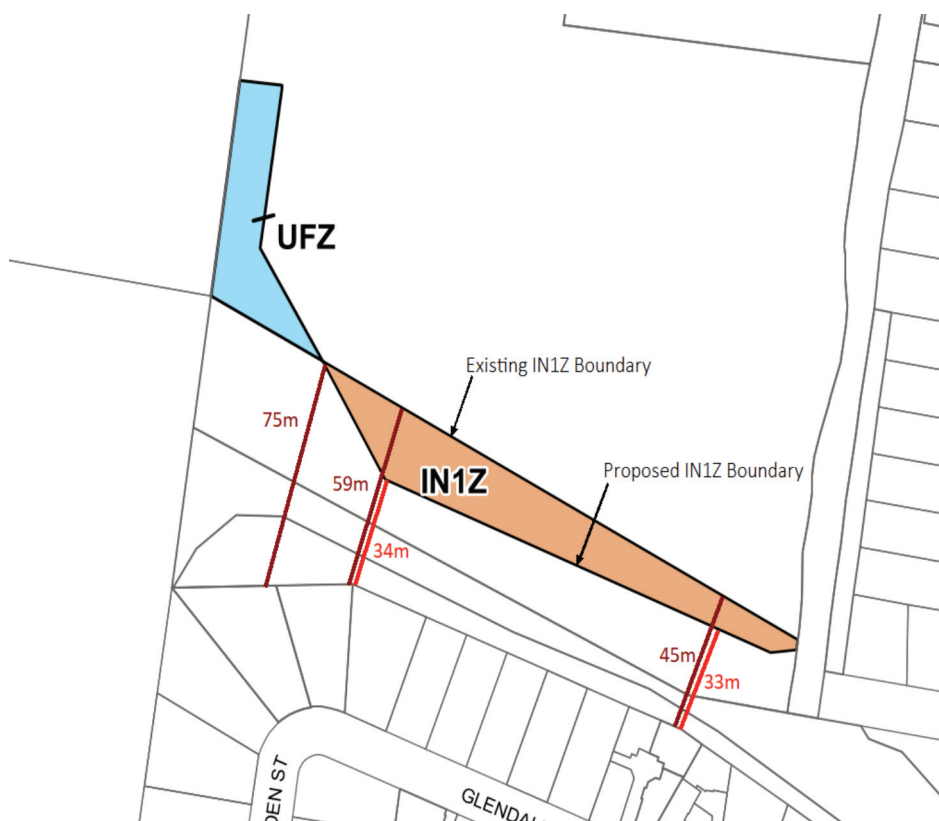 UFZ
Existing IN1Z Boundary
75m
Proposed IN1Z Boundary
59m
IN1Z
34m
45m
33m
DEN ST
GLENDAL